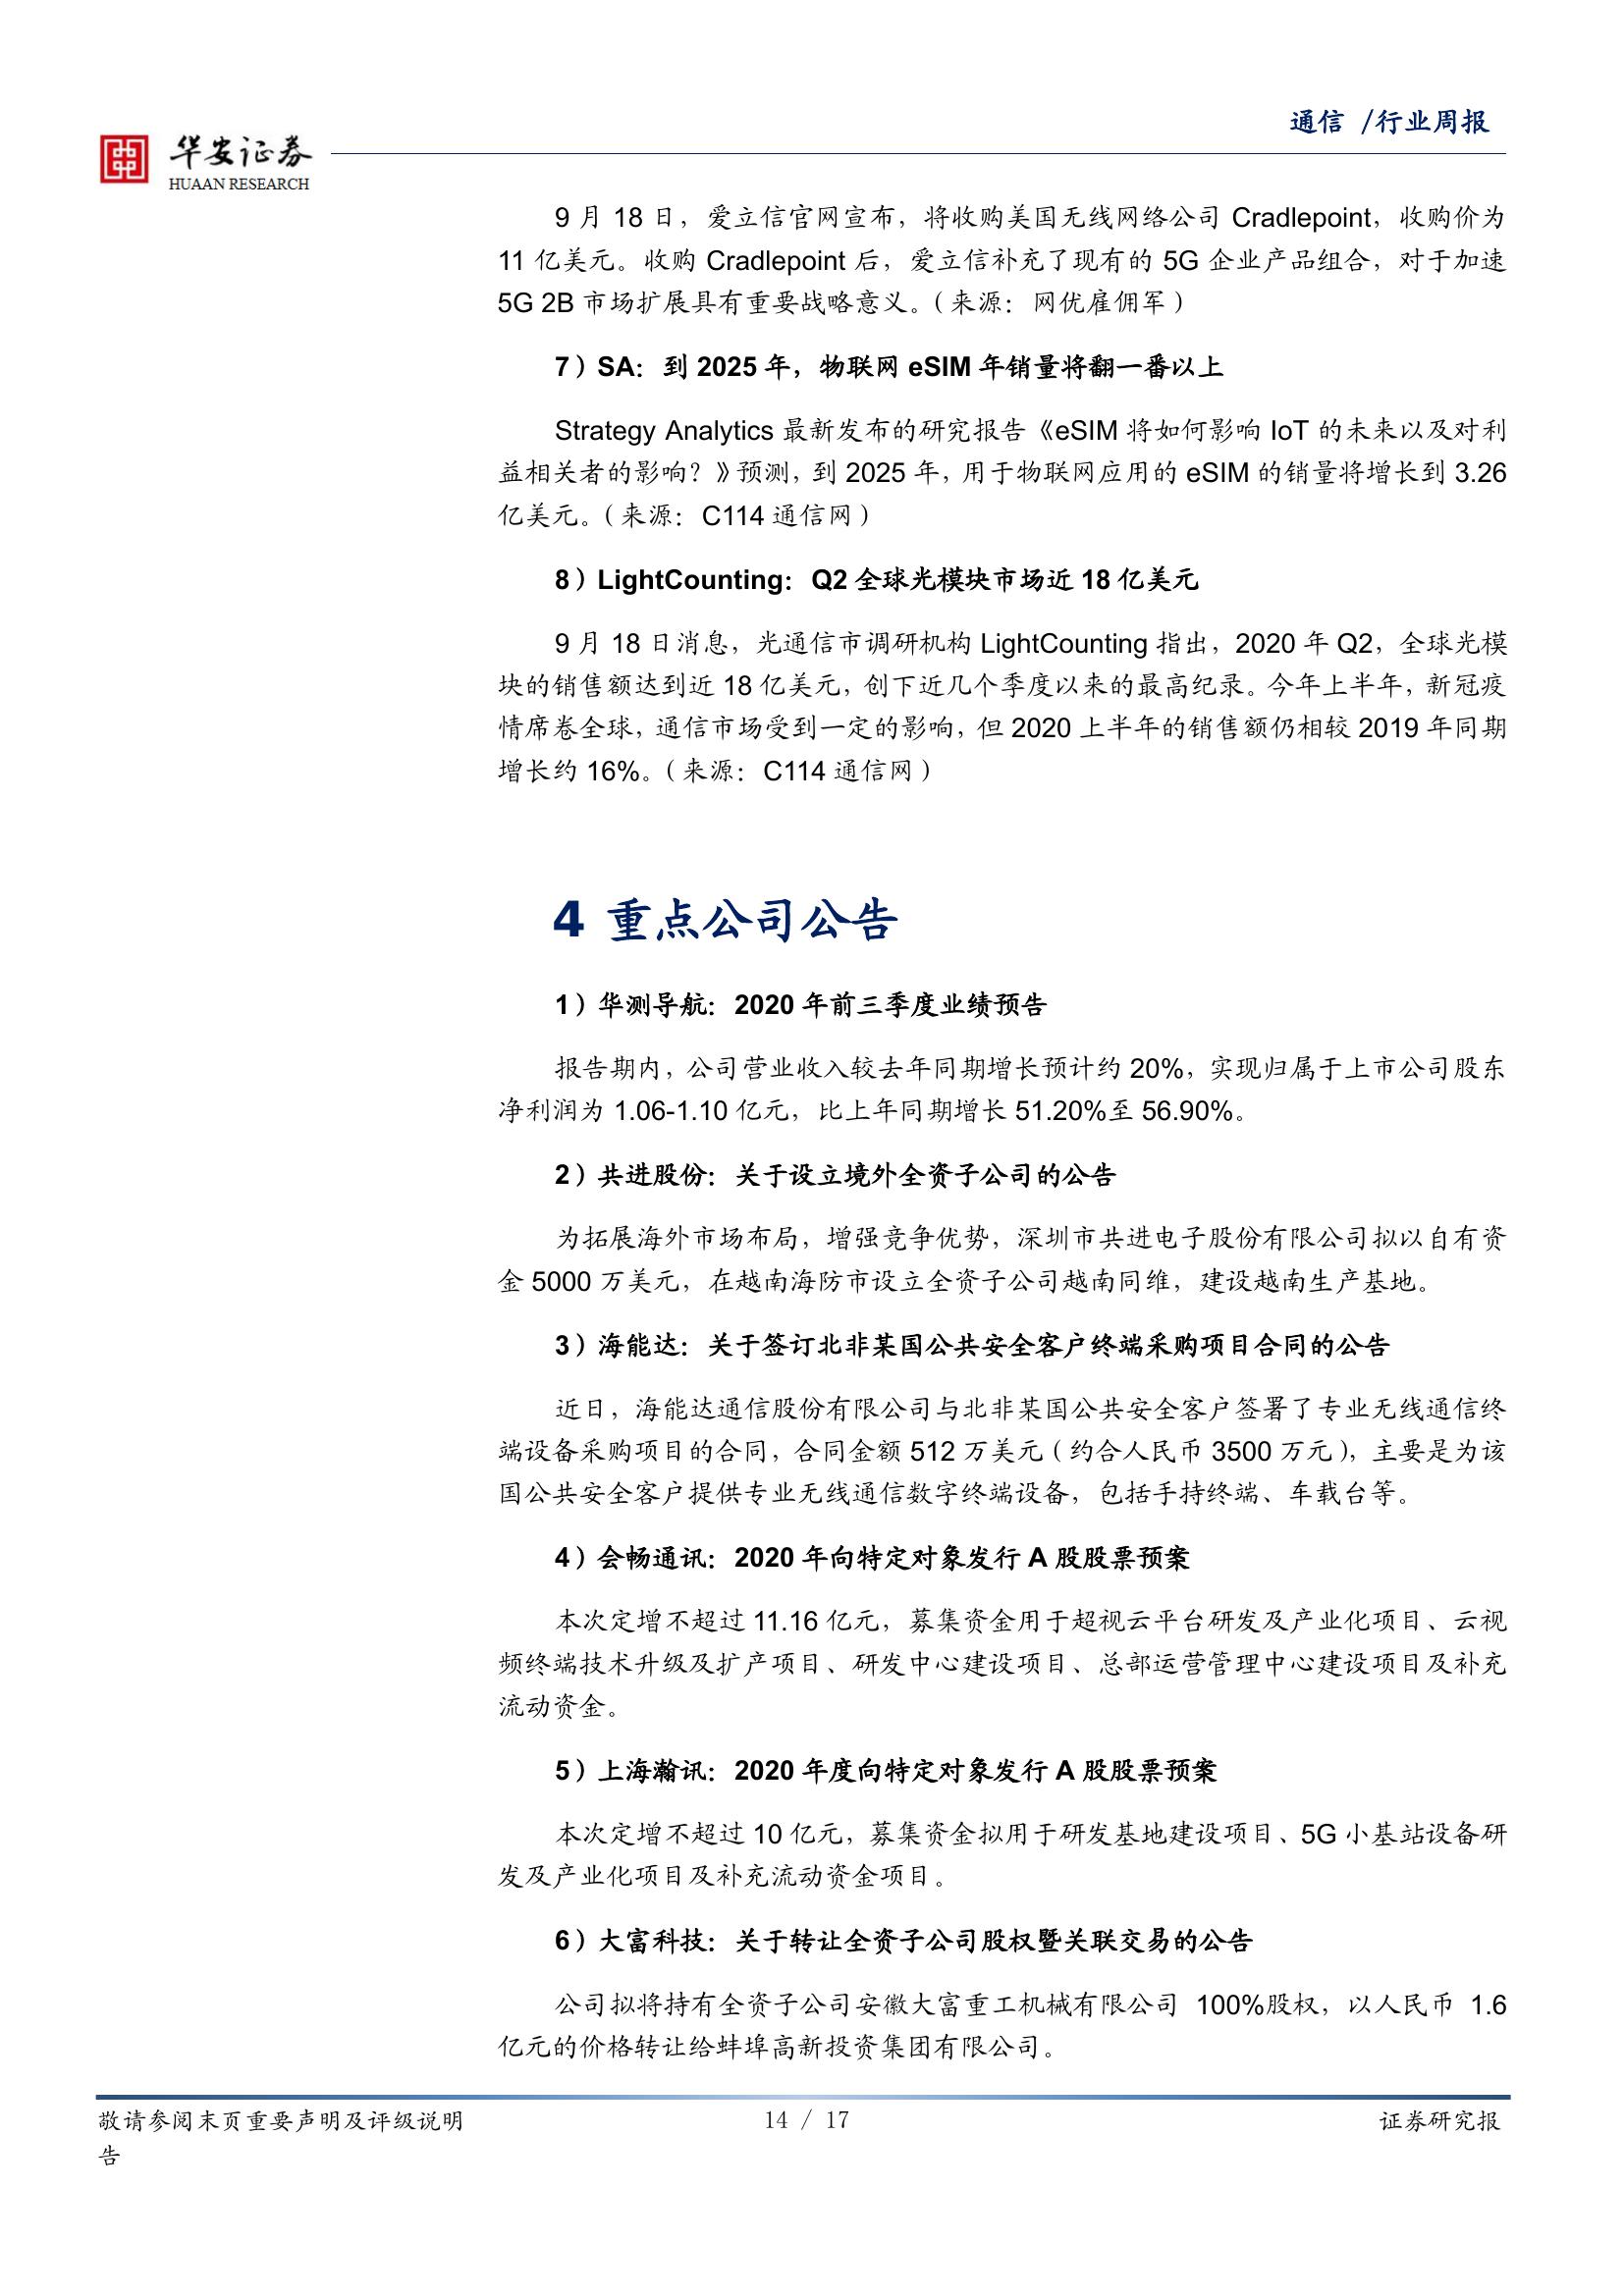 通信 /行业周报
华安证券
HUAAN RESEARCH
9 月 18 日，爱立信官网宣布，将收购美国无线网络公司 Cradlepoint，收购价为
11 亿美元。收购 Cradlepoint 后，爱立信补充了现有的 5G 企业产品组合，对于加速
5G 2B 市场扩展具有重要战略意义。（来源：网优雇佣军）
7）SA：到 2025 年，物联网 eSIM 年销量将翻一番以上
Strategy Analytics 最新发布的研究报告《eSIM 将如何影响 IoT 的未来以及对利
益相关者的影响？》预测，到 2025 年，用于物联网应用的 eSIM 的销量将增长到 3.26
亿美元。（来源：C114 通信网）
8）LightCounting：Q2 全球光模块市场近 18 亿美元
9 月 18 日消息，光通信市调研机构 LightCounting 指出，2020 年 Q2，全球光模
块的销售额达到近 18 亿美元，创下近几个季度以来的最高纪录。今年上半年，新冠疫
情席卷全球，通信市场受到一定的影响，但 2020 上半年的销售额仍相较 2019 年同期
增长约 16%。（来源：C114 通信网）
4 重点公司公告
1）华测导航：2020 年前三季度业绩预告
报告期内，公司营业收入较去年同期增长预计约 20%，实现归属于上市公司股东
净利润为 1.06-1.10 亿元，比上年同期增长 51.20%至 56.90%。
2）共进股份：关于设立境外全资子公司的公告
为拓展海外市场布局，增强竞争优势，深圳市共进电子股份有限公司拟以自有资
金 5000 万美元，在越南海防市设立全资子公司越南同维，建设越南生产基地。
3）海能达：关于签订北非某国公共安全客户终端采购项目合同的公告
近日，海能达通信股份有限公司与北非某国公共安全客户签署了专业无线通信终
端设备采购项目的合同，合同金额 512 万美元（约合人民币 3500 万元），主要是为该
国公共安全客户提供专业无线通信数字终端设备，包括手持终端、车载台等。
4）会畅通讯：2020 年向特定对象发行 A 股股票预案
本次定增不超过 11.16 亿元，募集资金用于超视云平台研发及产业化项目、云视
频终端技术升级及扩产项目、研发中心建设项目、总部运营管理中心建设项目及补充
流动资金。
5）上海瀚讯：2020 年度向特定对象发行 A 股股票预案
本次定增不超过 10 亿元，募集资金拟用于研发基地建设项目、5G 小基站设备研
发及产业化项目及补充流动资金项目。
6）大富科技：关于转让全资子公司股权暨关联交易的公告
公司拟将持有全资子公司安徽大富重工机械有限公司 100%股权，以人民币 1.6
亿元的价格转让给蚌埠高新投资集团有限公司。
敬请参阅末页重要声明及评级说明 14 / 17 证券研究报
告